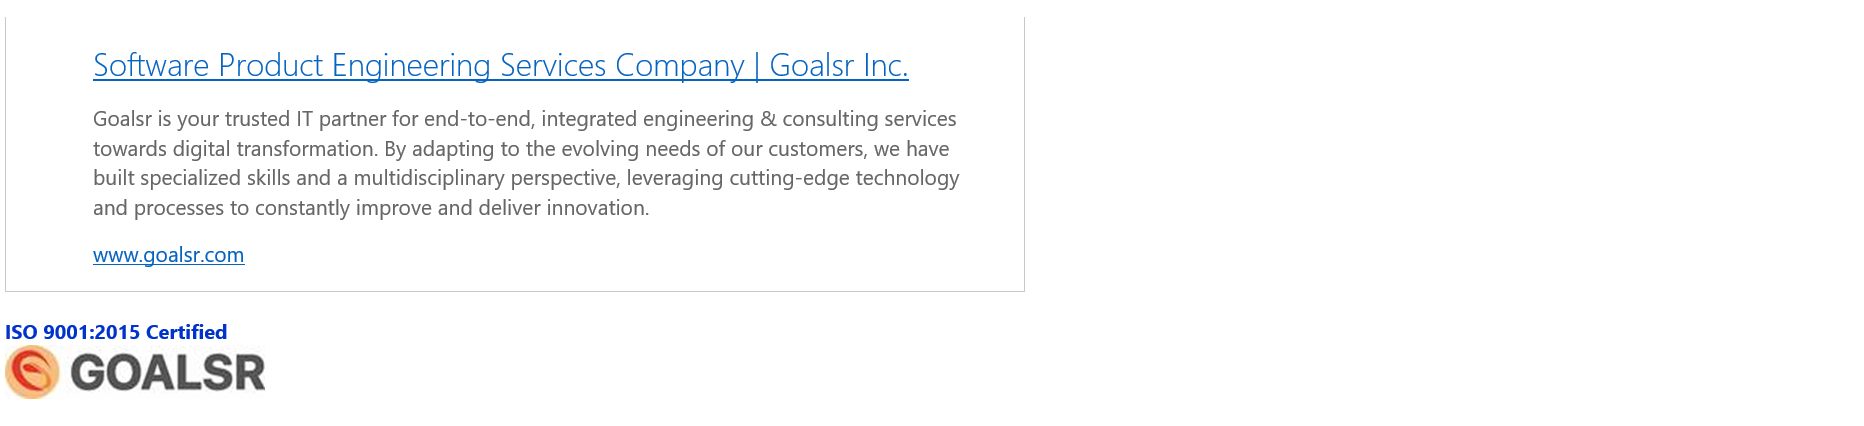 Software Product Engineering Services Company | Goalsr Inc.
Goalsr is your trusted IT partner for end-to-end, integrated engineering & consulting services
towards digital transformation. By adapting to the evolving needs of our customers, we have
built specialized skills and a multidisciplinary perspective, leveraging cutting-edge technology
and processes to constantly improve and deliver innovation.
www.goalsr.com
ISO 9001:2015 Certified
GOALSR